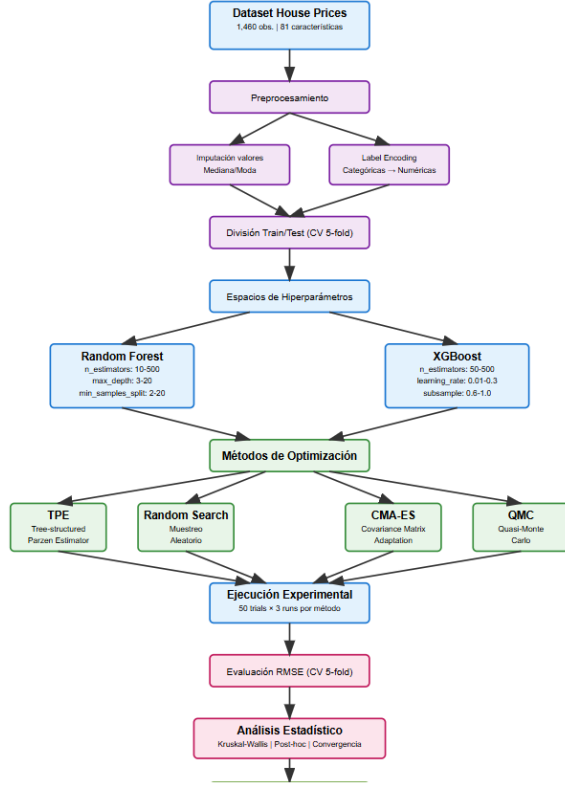 Dataset House Prices
1,460 obs. | 81 características
Preprocesamiento
Imputación valores
Mediana/Moda
Label Encoding
Categóricas → Numéricas
División Train/Test (CV 5-fold)
Espacios de Hiperparámetros
Random Forest
n_estimators: 10-500
max_depth: 3-20
min_samples_split: 2-20
XGBoost
n_estimators: 50-500
learning_rate: 0.01-0.3
subsample: 0.6-1.0
Métodos de Optimización
TPE
Tree-structured
Parzen Estimator
Random Search
Muestreo
Aleatorio
CMA-ES
Covariance Matrix
Adaptation
QMC
Quasi-Monte
Carlo
Ejecución Experimental
50 trials × 3 runs por método
Evaluación RMSE (CV 5-fold)
Análisis Estadístico
Kruskal-Wallis | Post-hoc | Convergencia